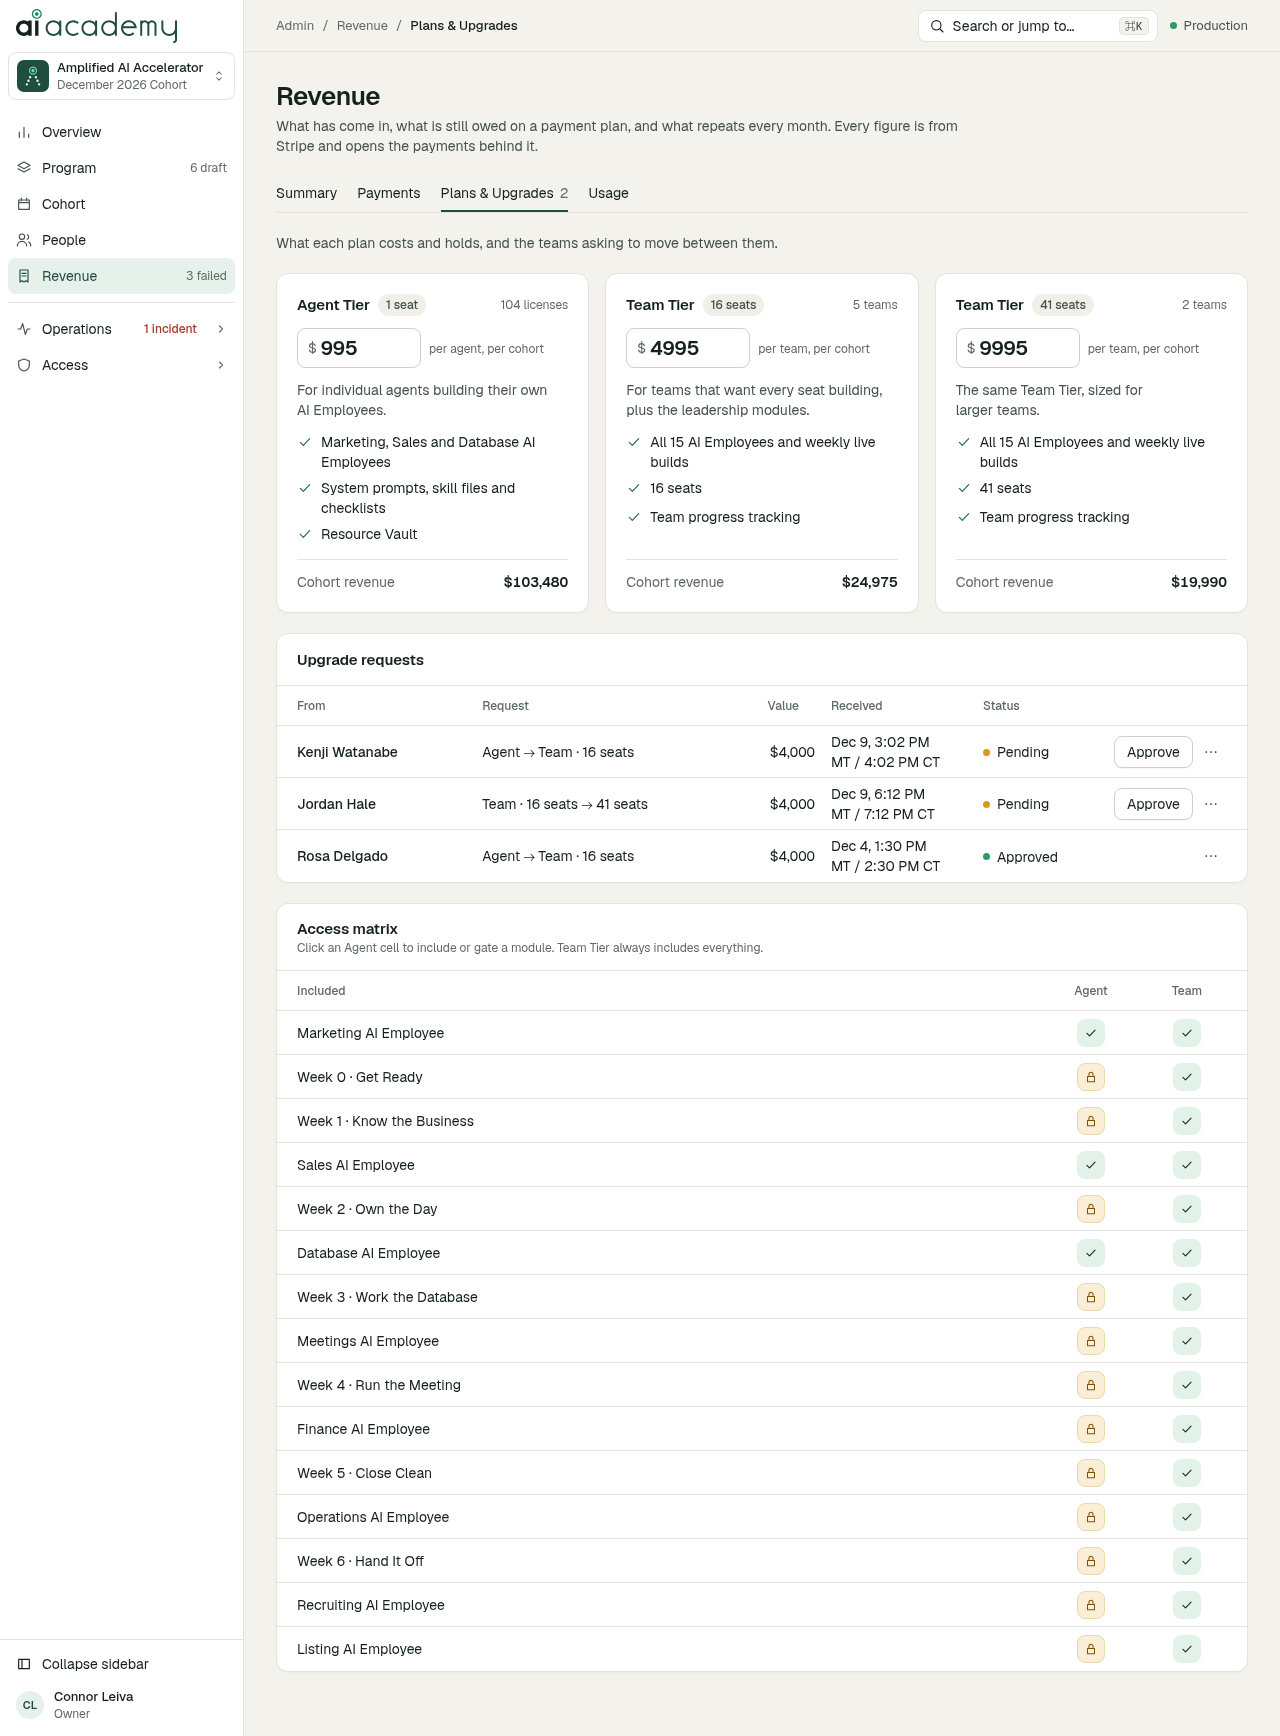 ai academy
Amplified AI Accelerator
December 2026 Cohort
Overview
Program 6 draft
Cohort
People
Revenue 3 failed
Operations 1 incident
Access
Collapse sidebar
CL
Connor Leiva
Owner
Admin / Revenue / Plans & Upgrades
Search or jump to... ⌘K
Production
Revenue
What has come in, what is still owed on a payment plan, and what repeats every month. Every figure is from
Stripe and opens the payments behind it.
Summary Payments Plans & Upgrades 2 Usage
What each plan costs and holds, and the teams asking to move between them.
Agent Tier 1 seat 104 licenses
$ 995 per agent, per cohort
For individual agents building their own
AI Employees.
Marketing, Sales and Database AI
Employees
System prompts, skill files and
checklists
Resource Vault
Cohort revenue $103,480
Team Tier 16 seats 5 teams
$ 4995 per team, per cohort
For teams that want every seat building,
plus the leadership modules.
All 15 AI Employees and weekly live
builds
16 seats
Team progress tracking
Cohort revenue $24,975
Team Tier 41 seats 2 teams
$ 9995 per team, per cohort
The same Team Tier, sized for
larger teams.
All 15 AI Employees and weekly live
builds
41 seats
Team progress tracking
Cohort revenue $19,990
Upgrade requests
From Request Value Received Status
Kenji Watanabe Agent → Team · 16 seats $4,000 Dec 9, 3:02 PM
MT / 4:02 PM CT Pending Approve ···
Jordan Hale Team · 16 seats → 41 seats $4,000 Dec 9, 6:12 PM
MT / 7:12 PM CT Pending Approve ···
Rosa Delgado Agent → Team · 16 seats $4,000 Dec 4, 1:30 PM
MT / 2:30 PM CT Approved ···
Access matrix
Click an Agent cell to include or gate a module. Team Tier always includes everything.
Included Agent Team
Marketing AI Employee
Week 0 · Get Ready
Week 1 · Know the Business
Sales AI Employee
Week 2 · Own the Day
Database AI Employee
Week 3 · Work the Database
Meetings AI Employee
Week 4 · Run the Meeting
Finance AI Employee
Week 5 · Close Clean
Operations AI Employee
Week 6 · Hand It Off
Recruiting AI Employee
Listing AI Employee